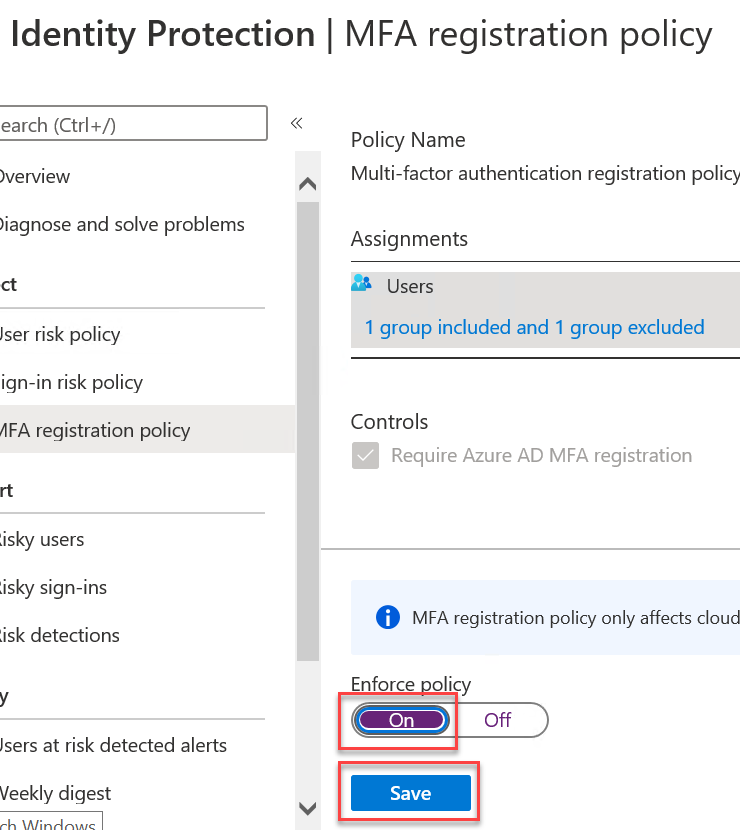 Identity Protection | MFA registration policy
earch (Ctrl+/)
«
Overview
Diagnose and solve problems
ct
User risk policy
ign-in risk policy
MFA registration policy
rt
Risky users
Risky sign-ins
Risk detections
y
Users at risk detected alerts
Weekly digest
ch Windows
Policy Name
Multi-factor authentication registration policy
Assignments
Users
1 group included and 1 group excluded
Controls
Require Azure AD MFA registration
MFA registration policy only affects cloud
Enforce policy
On Off
Save